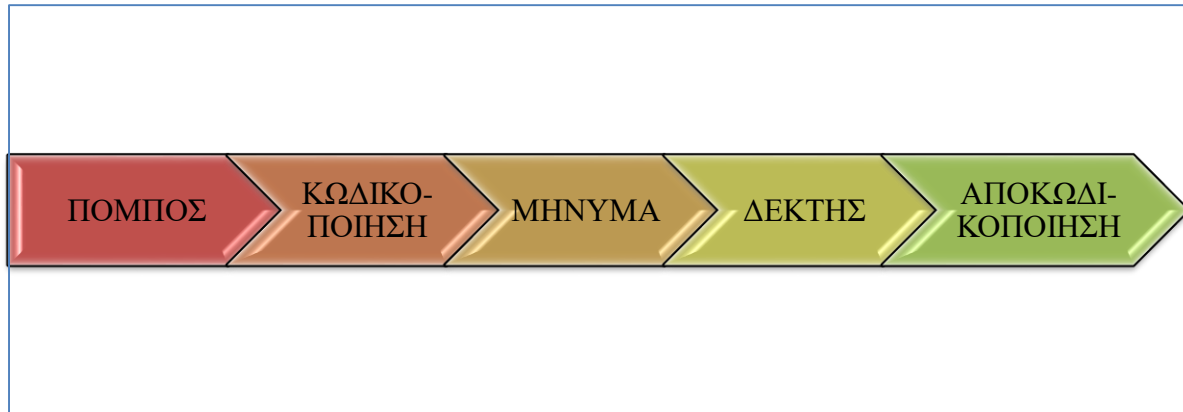 ΠΟΜΠΟΣ
ΚΩΔΙΚΟ-
ΠΟΙΗΣΗ
ΜΗΝΥΜΑ
ΔΕΚΤΗΣ
ΑΠΟΚΩΔΙ-
ΚΟΠΟΙΗΣΗ